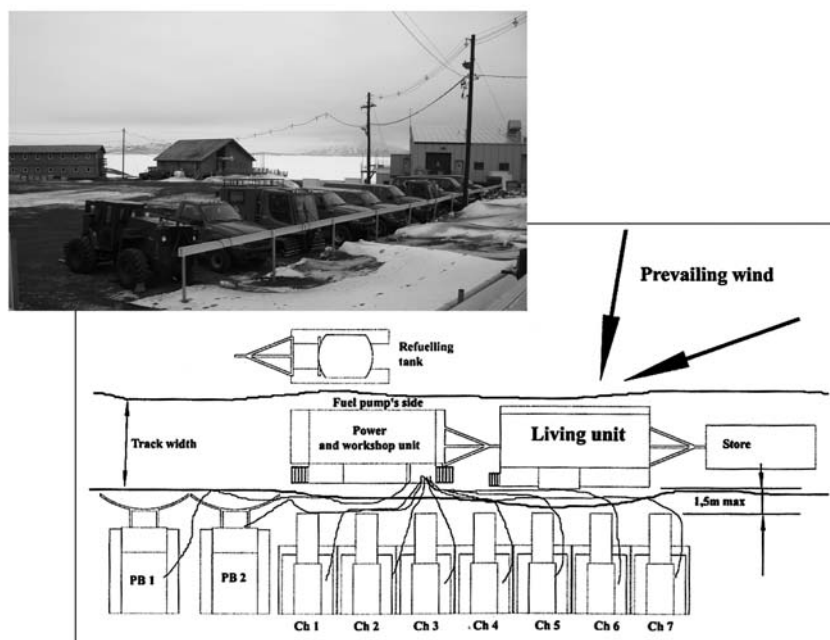 Prevailing wind
Refuelling
tank
Fuel pump's side
Track width
Power
and workshop unit
Living unit
Store
1,5m max
PB 1
PB 2
Ch 1
Ch 2
Ch 3
Ch 4
Ch 5
Ch 6
Ch 7